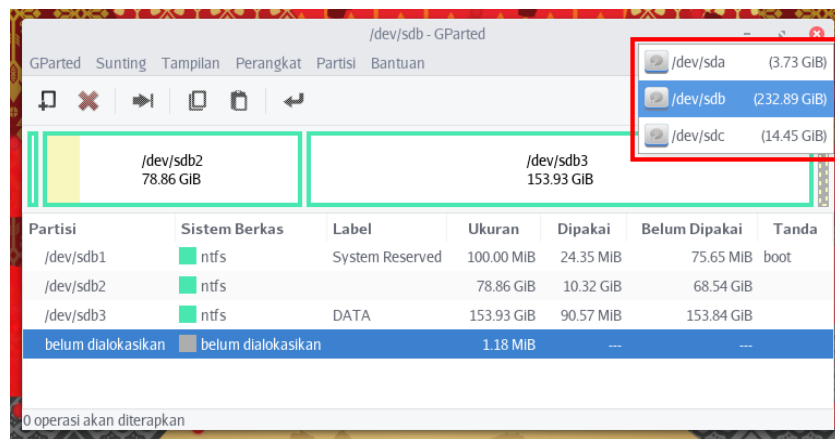 /dev/sdb - GParted
GParted Sunting Tampilan Perangkat Partisi Bantuan
/dev/sda (3.73 GiB)
/dev/sdb (232.89 GiB)
/dev/sdc (14.45 GiB)
/dev/sdb2
78.86 GiB
/dev/sdb3
153.93 GiB
Partisi Sistem Berkas Label Ukuran Dipakai Belum Dipakai Tanda
/dev/sdb1 ntfs System Reserved 100.00 MiB 24.35 MiB 75.65 MiB boot
/dev/sdb2 ntfs 78.86 GiB 10.32 GiB 68.54 GiB
/dev/sdb3 ntfs DATA 153.93 GiB 90.57 MiB 153.84 GiB
belum dialokasikan belum dialokasikan 1.18 MiB --- ---
0 operasi akan diterapkan